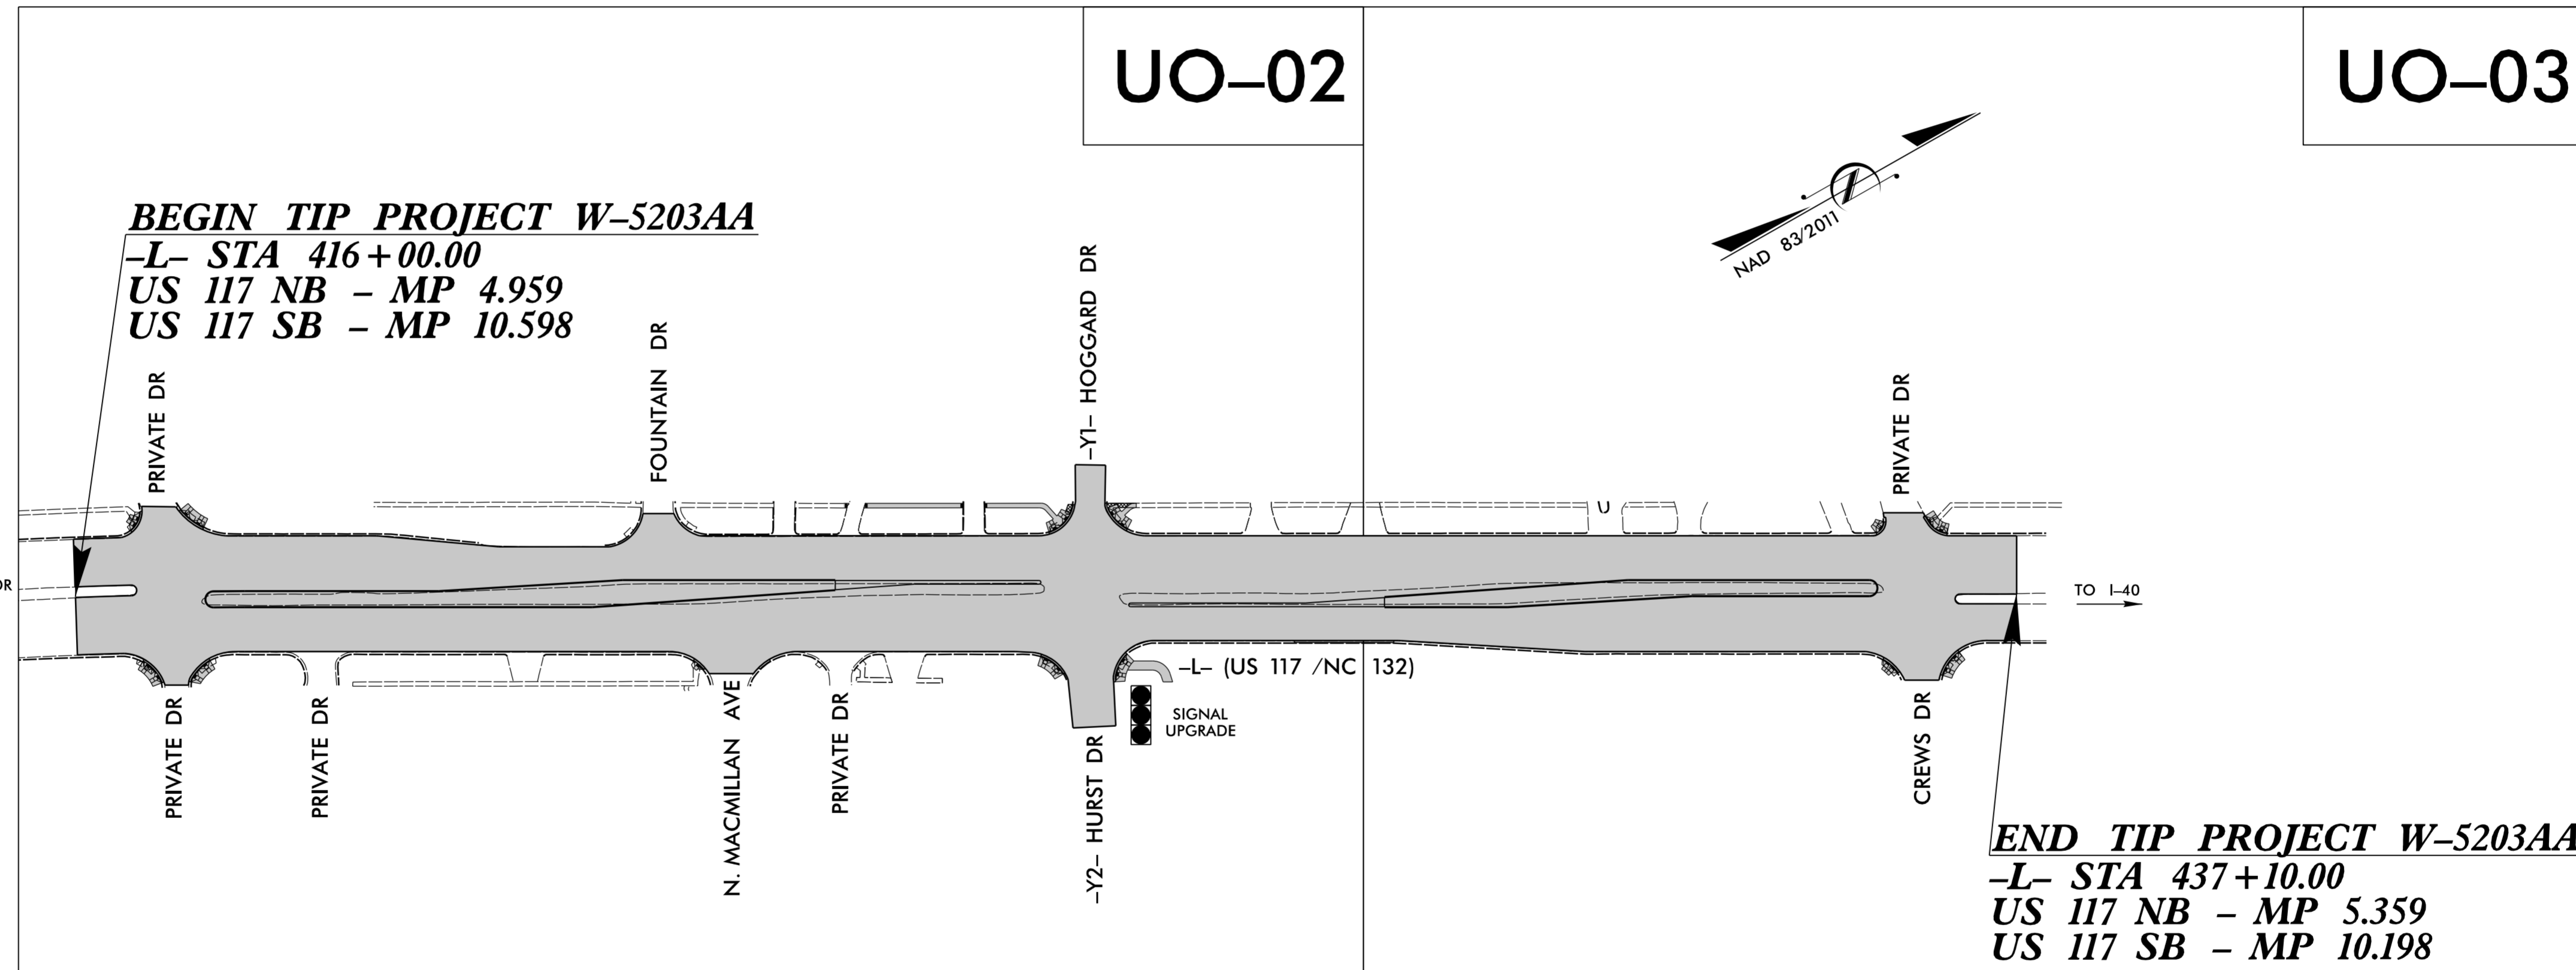 UO–02
UO–03
NAD 83/2011
BEGIN TIP PROJECT W–5203AA
–L– STA 416+00.00
US 117 NB – MP 4.959
US 117 SB – MP 10.598
PRIVATE DR
FOUNTAIN DR
–Y1– HOGGARD DR
PRIVATE DR
DR
TO I–40
–L– (US 117 /NC 132)
SIGNAL
UPGRADE
PRIVATE DR
PRIVATE DR
N. MACMILLAN AVE
PRIVATE DR
–Y2– HURST DR
CREWS DR
END TIP PROJECT W–5203AA
–L– STA 437+10.00
US 117 NB – MP 5.359
US 117 SB – MP 10.198